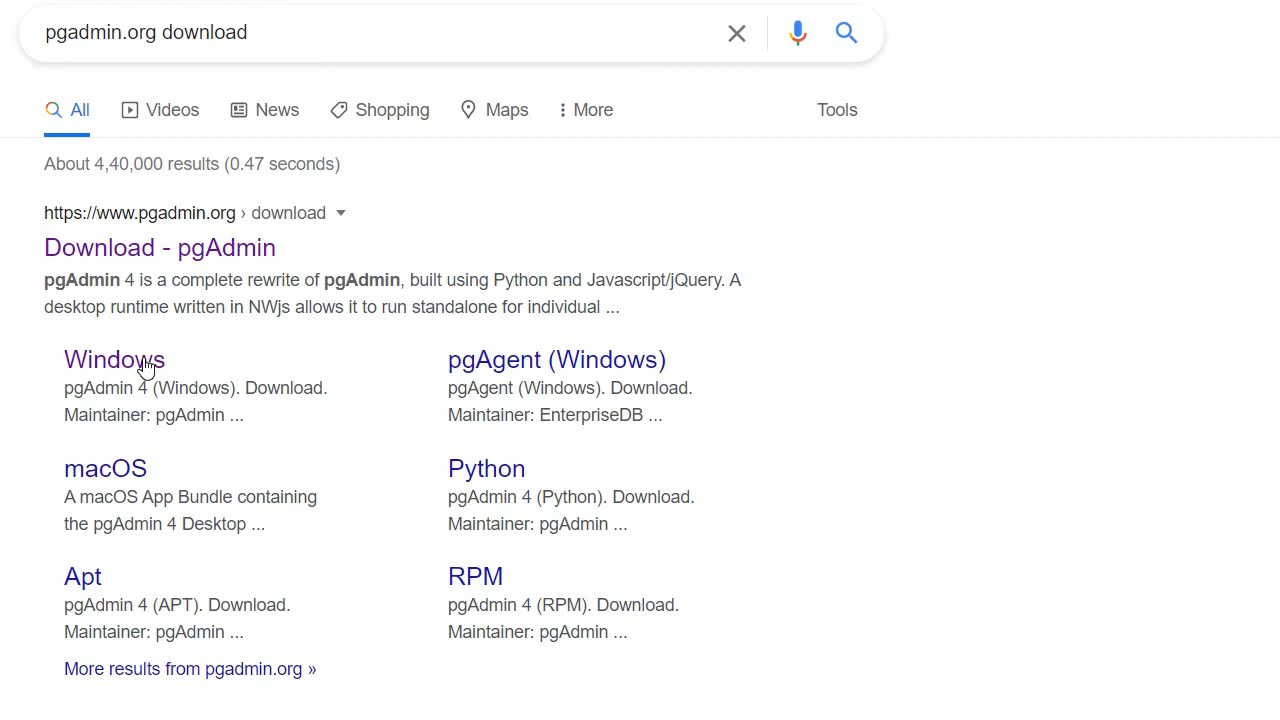 pgadmin.org download
All Videos News Shopping Maps More Tools
About 4,40,000 results (0.47 seconds)
https://www.pgadmin.org › download
Download - pgAdmin
pgAdmin 4 is a complete rewrite of pgAdmin, built using Python and Javascript/jQuery. A
desktop runtime written in NWjs allows it to run standalone for individual ...
Windows
pgAdmin 4 (Windows). Download.
Maintainer: pgAdmin ...
pgAgent (Windows)
pgAgent (Windows). Download.
Maintainer: EnterpriseDB ...
macOS
A macOS App Bundle containing
the pgAdmin 4 Desktop ...
Python
pgAdmin 4 (Python). Download.
Maintainer: pgAdmin ...
Apt
pgAdmin 4 (APT). Download.
Maintainer: pgAdmin ...
RPM
pgAdmin 4 (RPM). Download.
Maintainer: pgAdmin ...
More results from pgadmin.org »